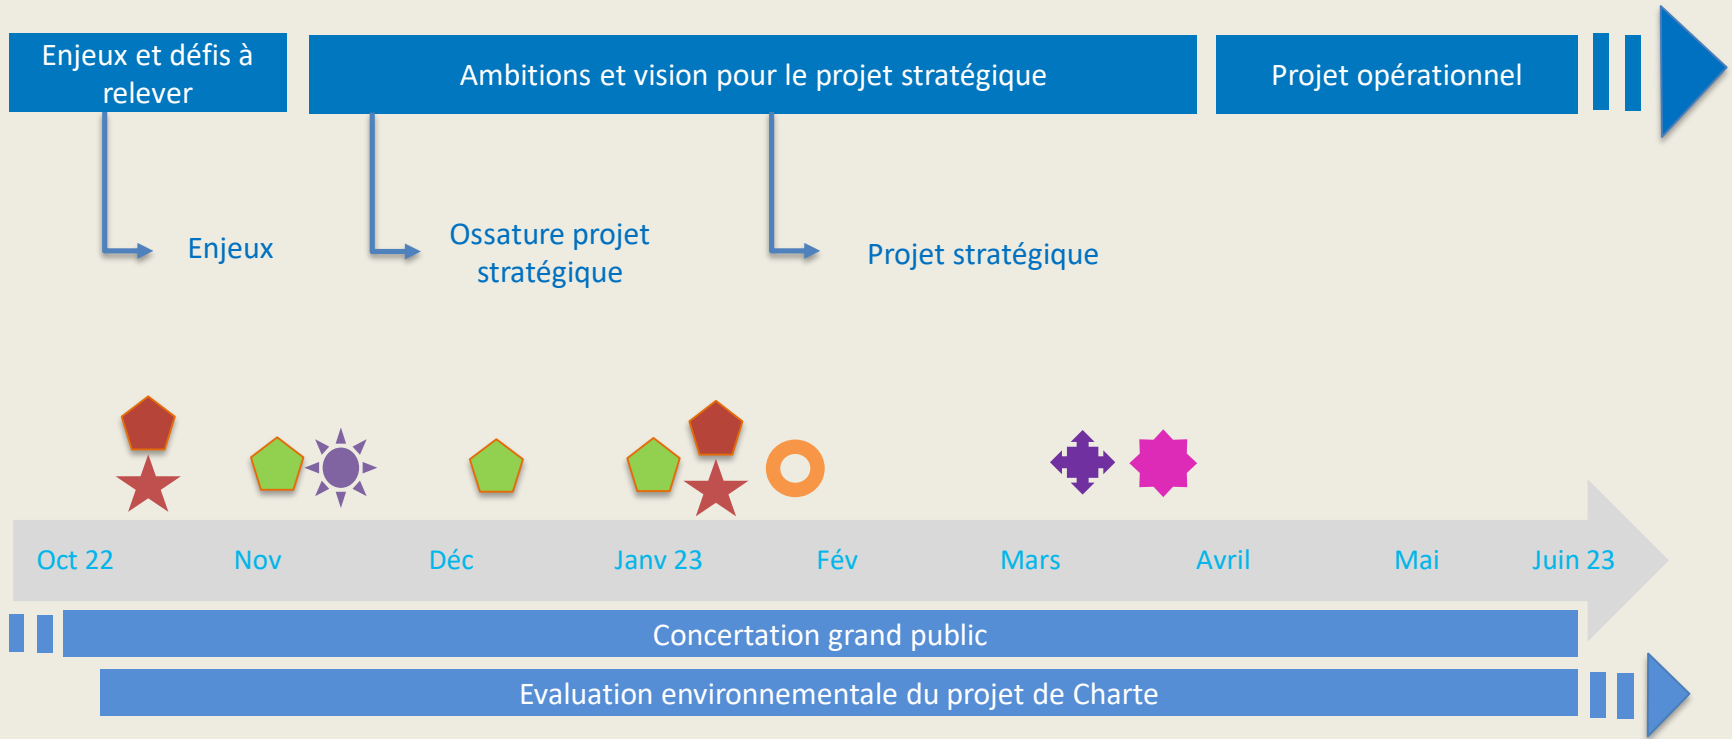 Enjeux et défis à
relever
Ambitions et vision pour le projet stratégique
Projet opérationnel
Enjeux
Ossature projet
stratégique
Projet stratégique
Oct 22
Nov
Déc
Janv 23
Fév
Mars
Avril
Mai
Juin 23
Concertation grand public
Evaluation environnementale du projet de Charte